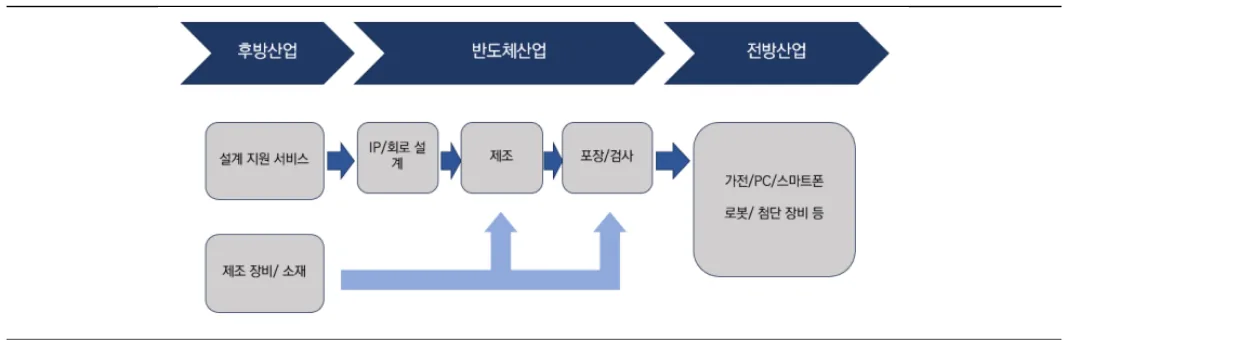 후방산업
반도체산업
전방산업
설계 지원 서비스
IP/회로 설
계
제조
포장/검사
가전/PC/스마트폰
로봇/ 첨단 장비 등
제조 장비/ 소재